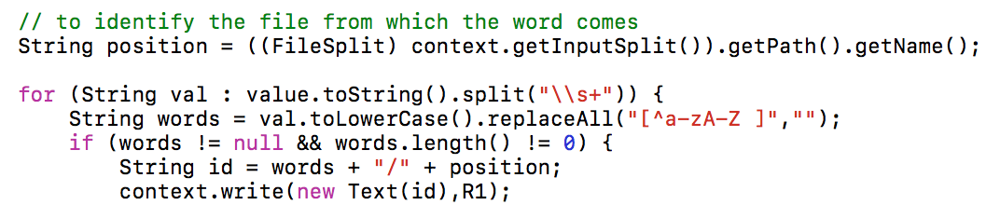 // to identify the file from which the word comes
String position = ((FileSplit) context.getInputSplit()).getPath().getName();
for (String val : value.toString().split("\\s+")) {
String words = val.toLowerCase().replaceAll("[^a-zA-Z ]","");
if (words != null && words.length() != 0) {
String id = words + "/" + position;
context.write(new Text(id),R1);